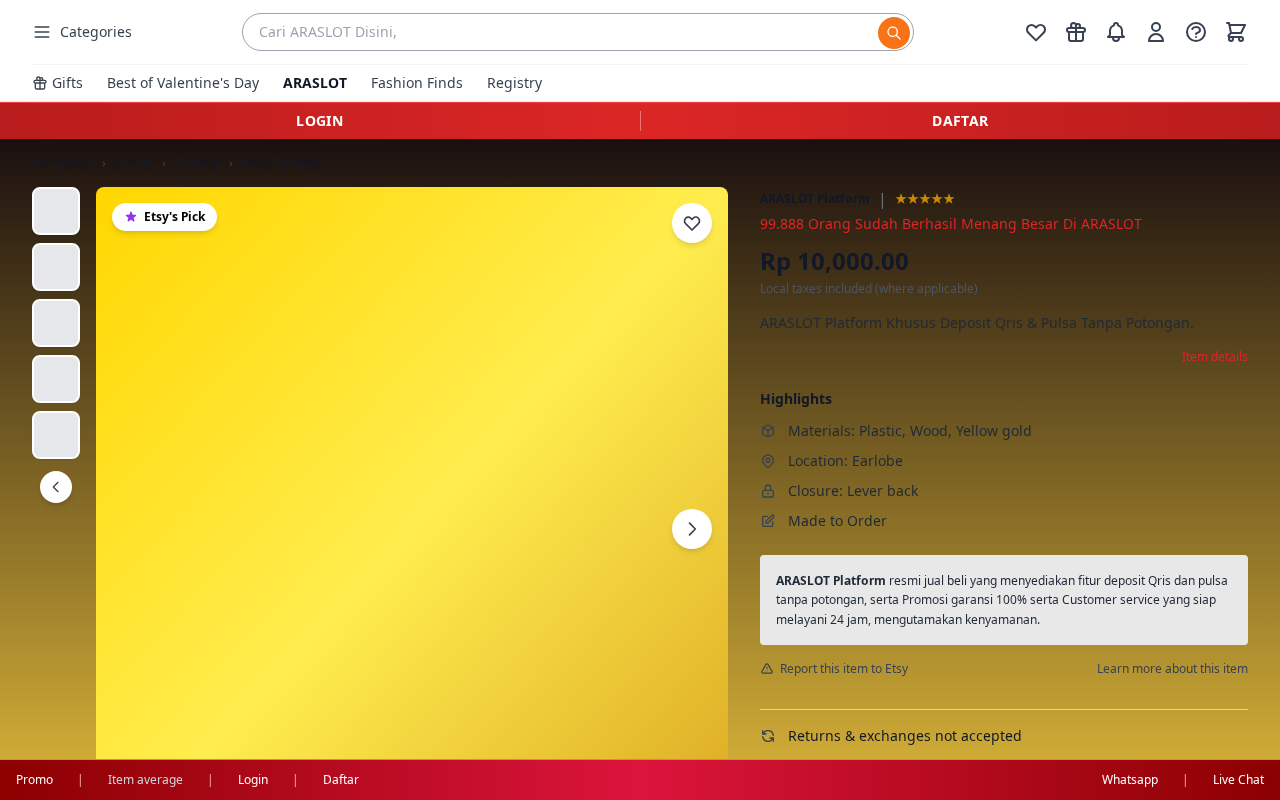 Categories
Cari ARASLOT Disini,
Gifts
Best of Valentine's Day
ARASLOT
Fashion Finds
Registry
LOGIN
DAFTAR
Etsy's Pick
ARASLOT Platform | ★★★★★
99.888 Orang Sudah Berhasil Menang Besar Di ARASLOT
Rp 10,000.00
Local taxes included (where applicable)
ARASLOT Platform Khusus Deposit Qris & Pulsa Tanpa Potongan.
Item details
Highlights
Materials: Plastic, Wood, Yellow gold
Location: Earlobe
Closure: Lever back
Made to Order
ARASLOT Platform resmi jual beli yang menyediakan fitur deposit Qris dan pulsa
tanpa potongan, serta Promosi garansi 100% serta Customer service yang siap
melayani 24 jam, mengutamakan kenyamanan.
Report this item to Etsy
Learn more about this item
Returns & exchanges not accepted
Promo | Item average | Login | Daftar
Whatsapp | Live Chat